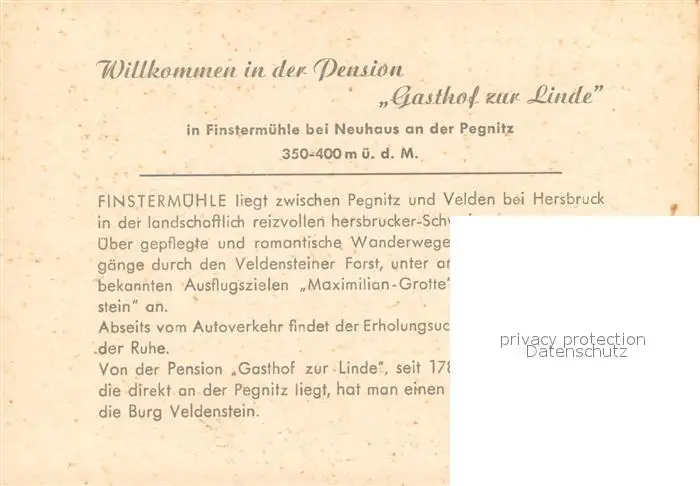 Willkommen in der Pension
„Gasthof zur Linde”
in Finstermühle bei Neuhaus an der Pegnitz
350-400 m ü. d. M.
FINSTERMÜHLE liegt zwischen Pegnitz und Velden bei Hersbruck
in der landschaftlich reizvollen hersbrucker-Schweiz
Über gepflegte und romantische Wanderwege
gänge durch den Veldensteiner Forst, unter
bekannten Ausflugszielen „Maximilian-Grotte”
stein” an.
Abseits vom Autoverkehr findet der Erholungsuc
der Ruhe.
Von der Pension „Gasthof zur Linde”, seit 178
die direkt an der Pegnitz liegt, hat man einen
die Burg Veldenstein.
privacy protection
Datenschutz